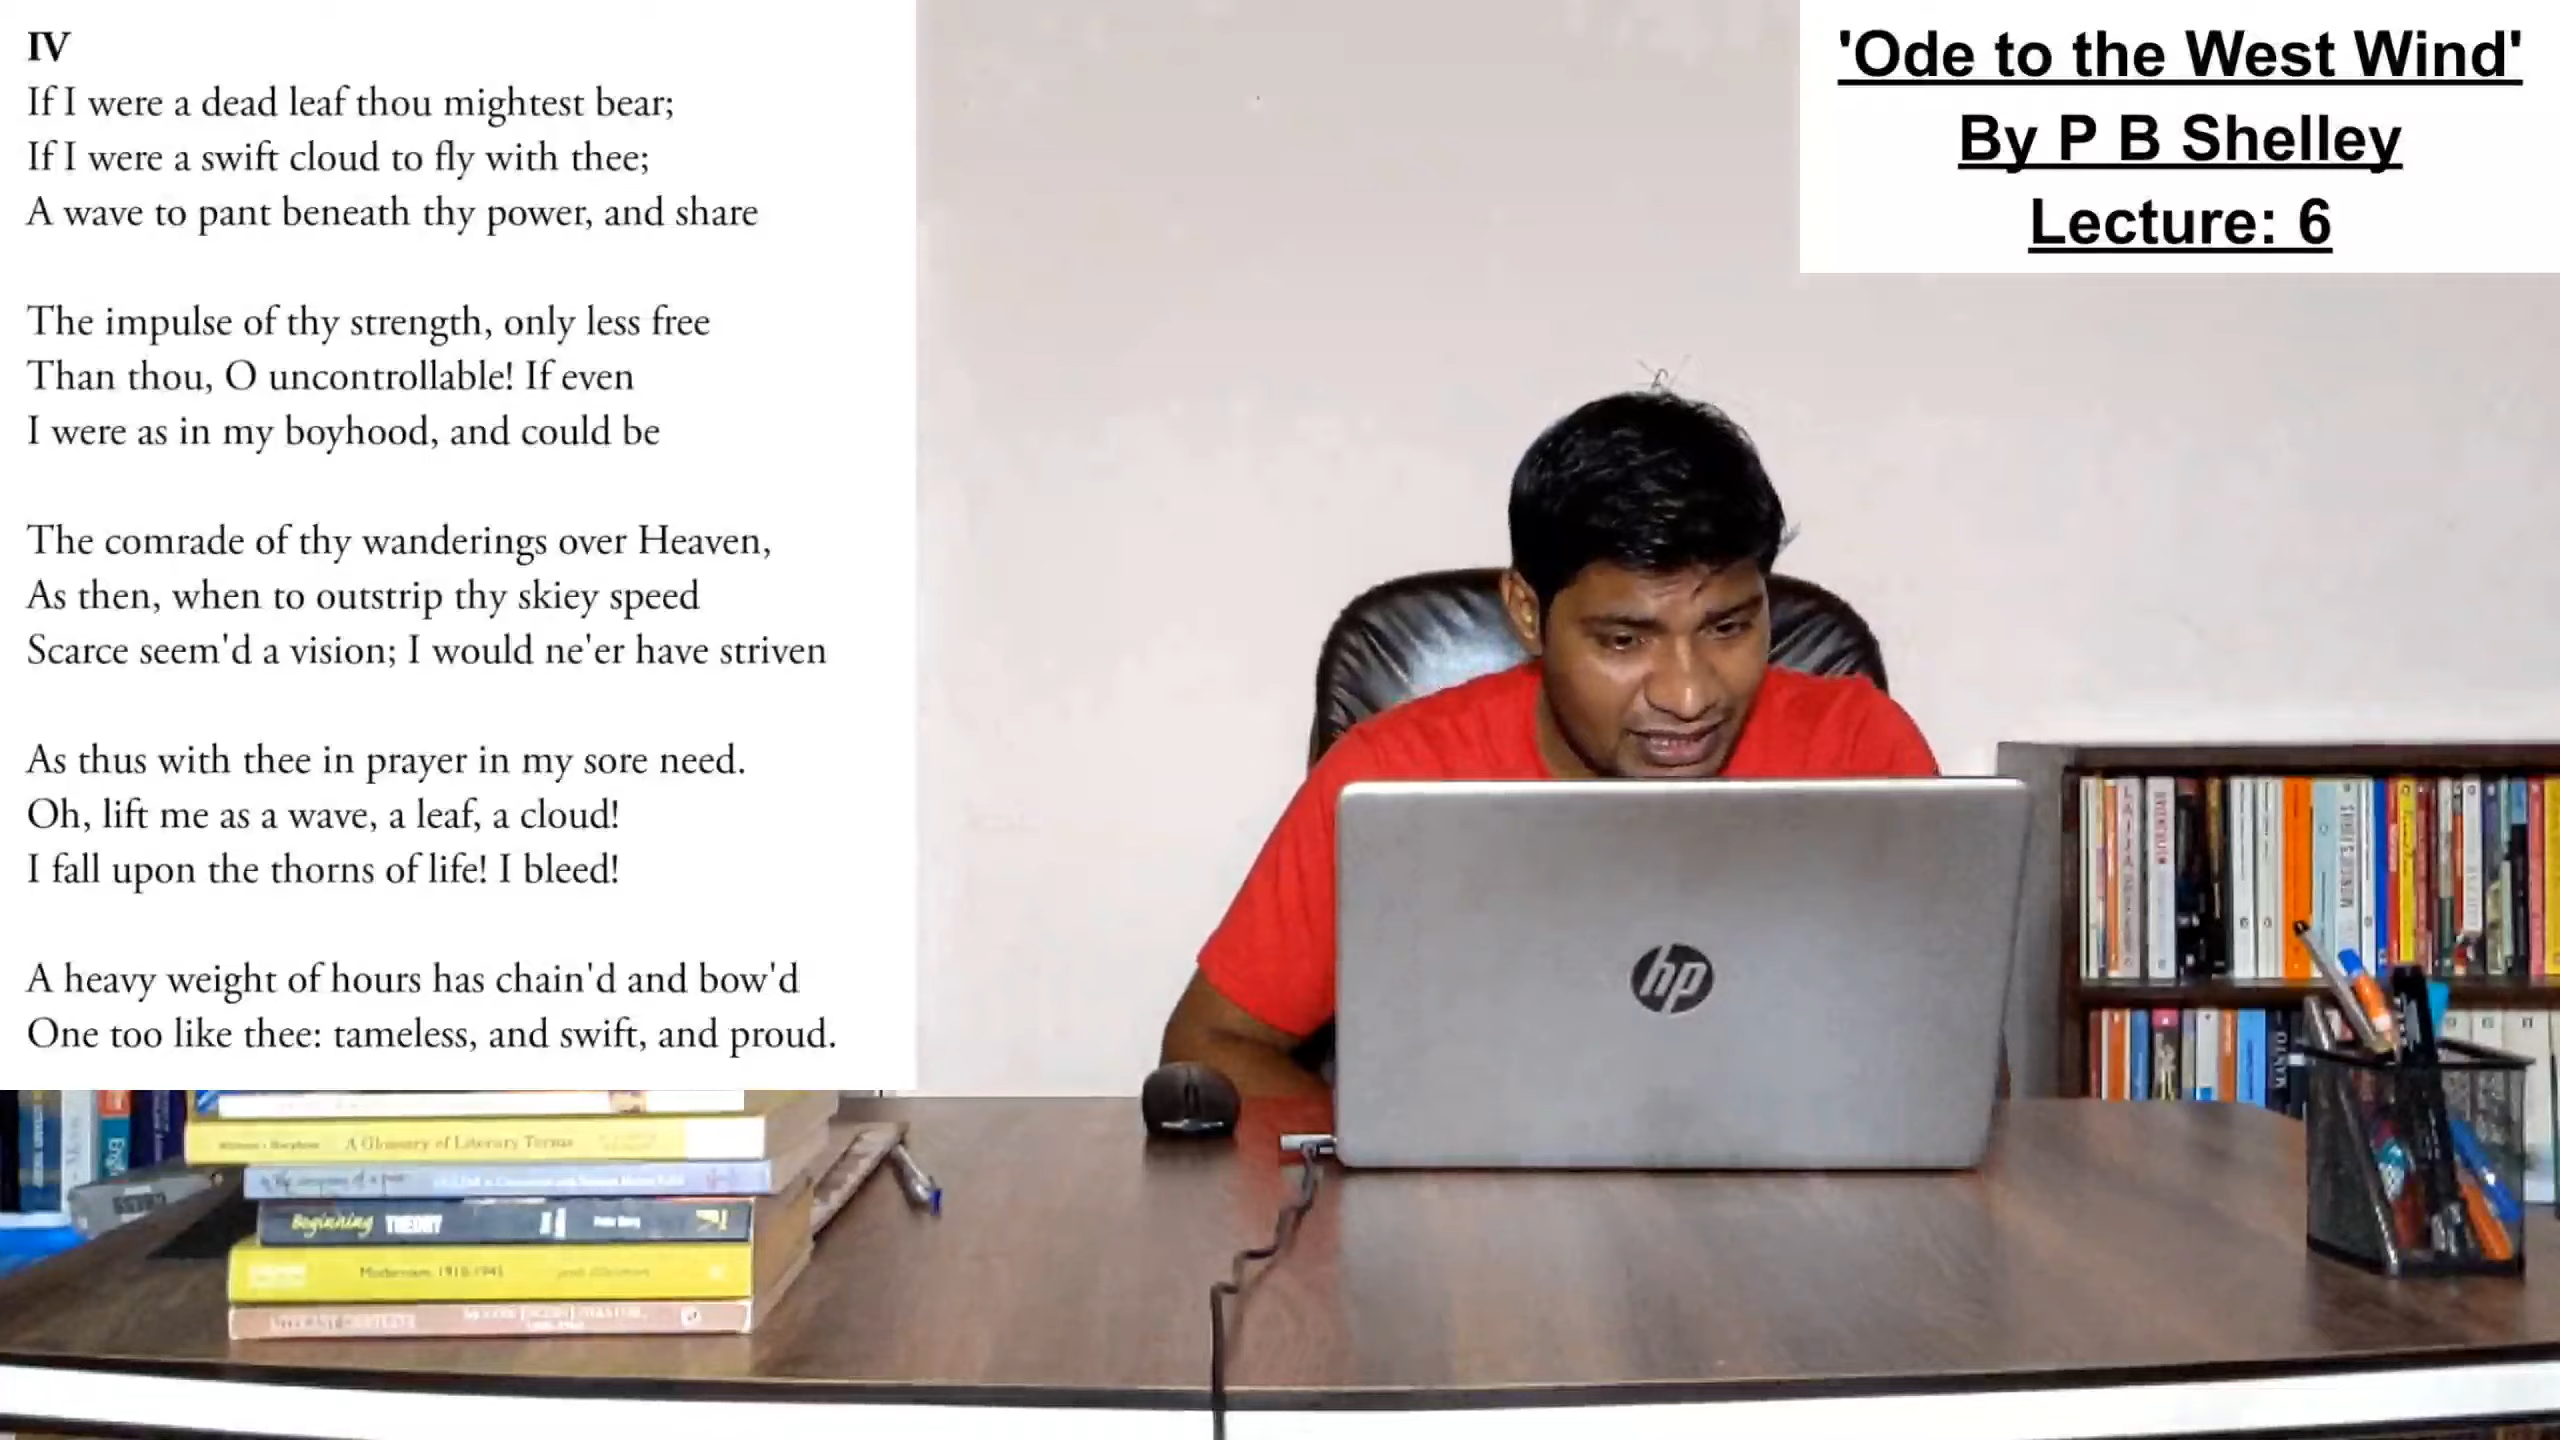 IV
If I were a dead leaf thou mightest bear;
If I were a swift cloud to fly with thee;
A wave to pant beneath thy power, and share
The impulse of thy strength, only less free
Than thou, O uncontrollable! If even
I were as in my boyhood, and could be
The comrade of thy wanderings over Heaven,
As then, when to outstrip thy skiey speed
Scarce seem'd a vision; I would ne'er have striven
As thus with thee in prayer in my sore need.
Oh, lift me as a wave, a leaf, a cloud!
I fall upon the thorns of life! I bleed!
A heavy weight of hours has chain'd and bow'd
One too like thee: tameless, and swift, and proud.
'Ode to the West Wind'
By P B Shelley
Lecture: 6
hp
MANTO
A Glossary of Literary Terms
Beginning THEORY
Modernism, 1910-1945